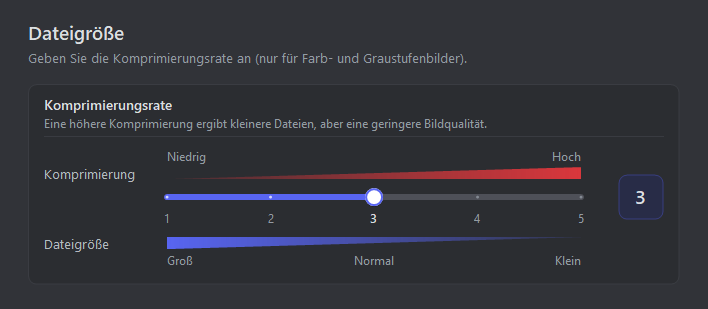 Dateigröße
Geben Sie die Komprimierungsrate an (nur für Farb- und Graustufenbilder).
Komprimierungsrate
Eine höhere Komprimierung ergibt kleinere Dateien, aber eine geringere Bildqualität.
Niedrig Hoch
Komprimierung
3
1 2 3 4 5
Dateigröße
Groß Normal Klein